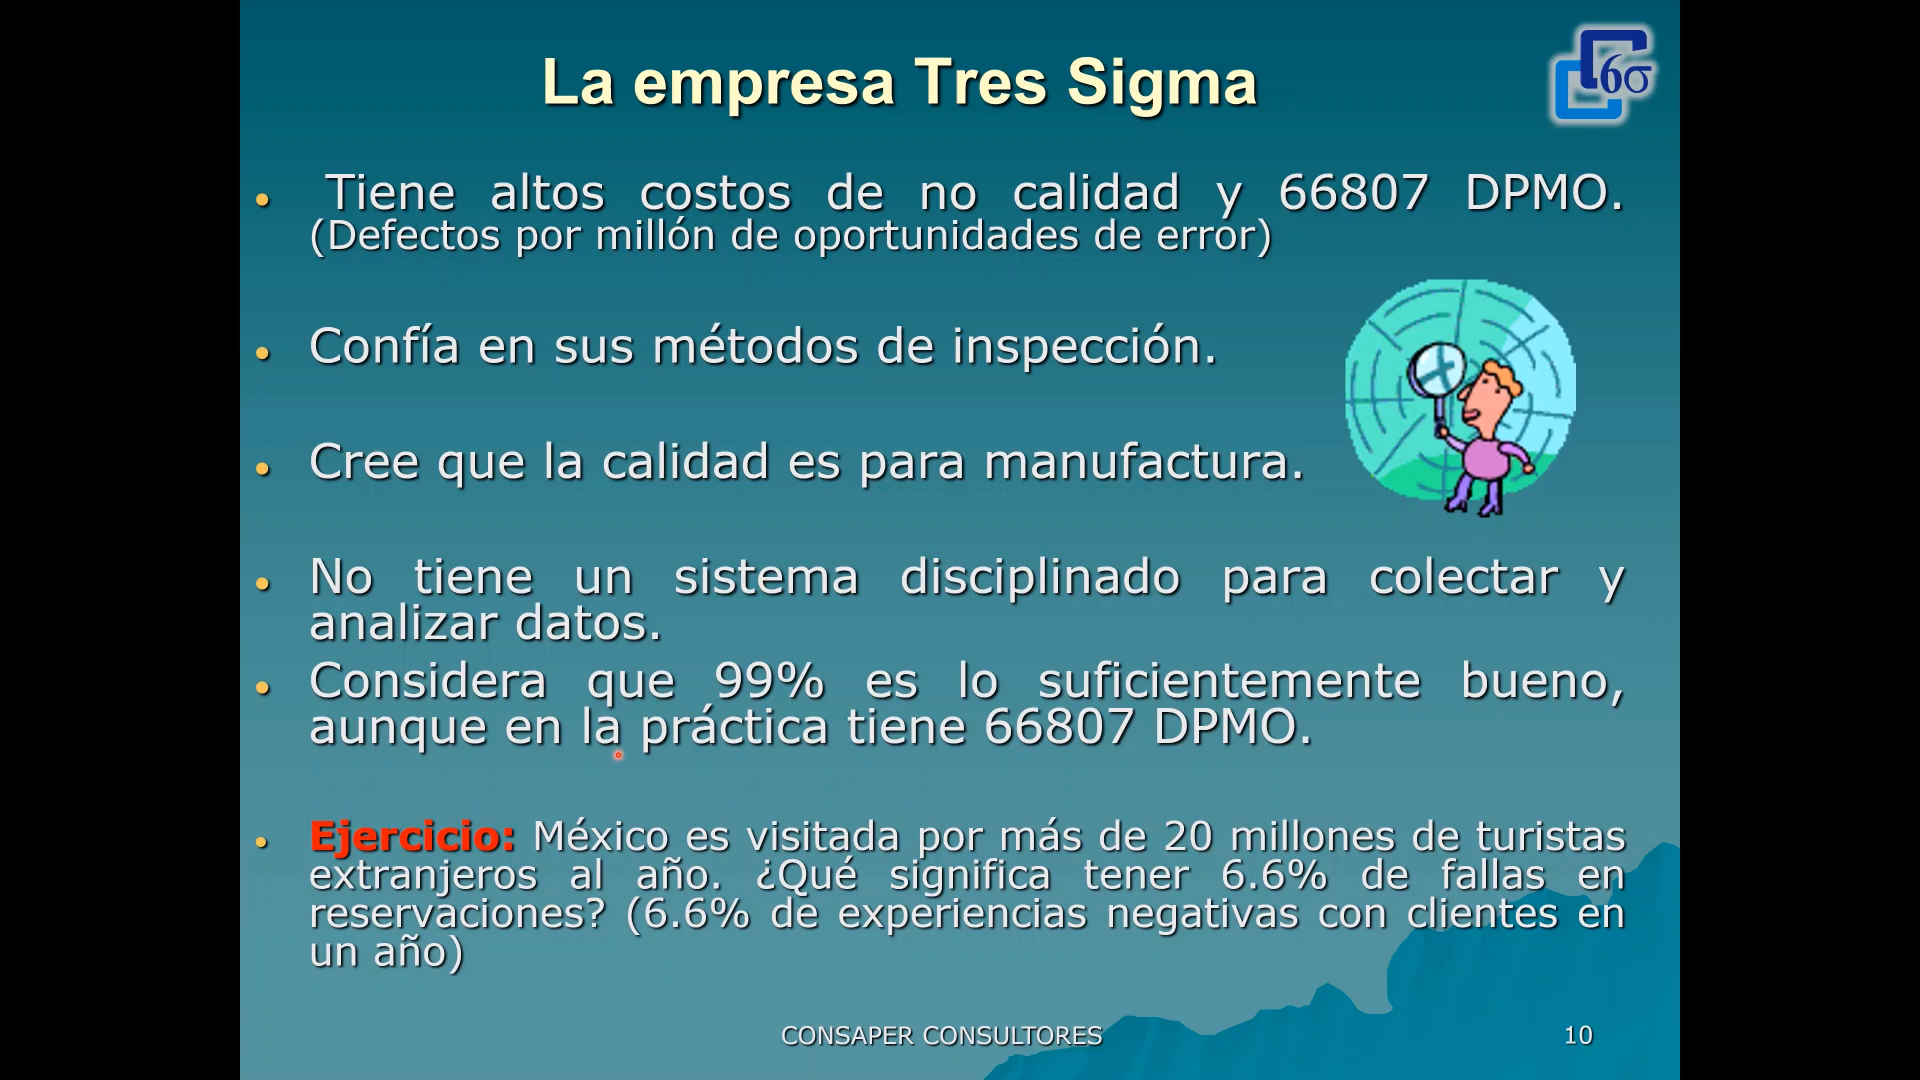 La empresa Tres Sigma
6σ
Tiene altos costos de no calidad y 66807 DPMO.
(Defectos por millón de oportunidades de error)
Confía en sus métodos de inspección.
Cree que la calidad es para manufactura.
No tiene un sistema disciplinado para colectar y
analizar datos.
Considera que 99% es lo suficientemente bueno,
aunque en la práctica tiene 66807 DPMO.
Ejercicio: México es visitada por más de 20 millones de turistas
extranjeros al año. ¿Qué significa tener 6.6% de fallas en
reservaciones? (6.6% de experiencias negativas con clientes en
un año)
CONSAPER CONSULTORES
10